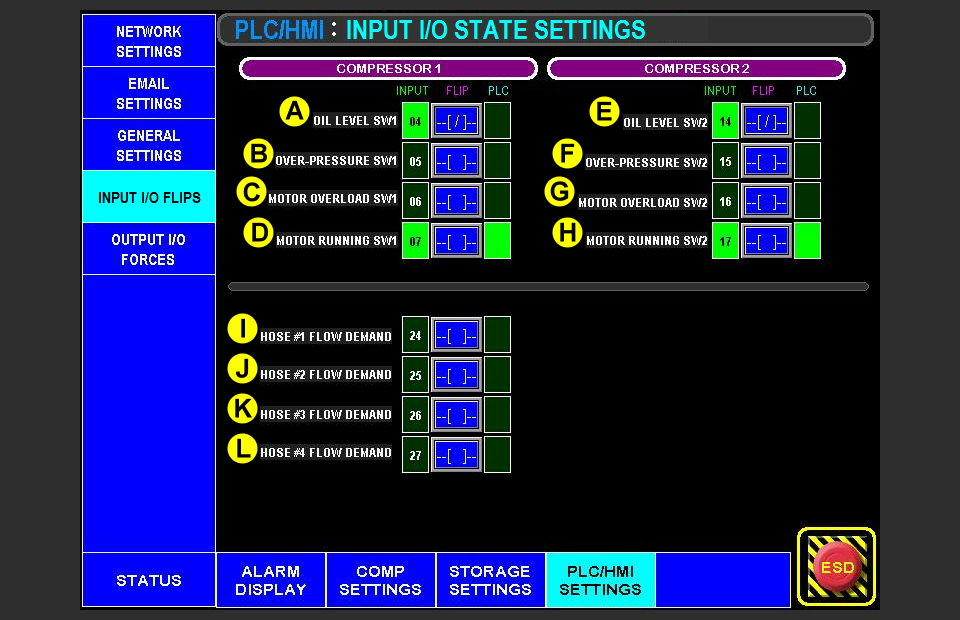 PLC/HMI : INPUT I/O STATE SETTINGS
NETWORK
SETTINGS
EMAIL
SETTINGS
GENERAL
SETTINGS
INPUT I/O FLIPS
OUTPUT I/O
FORCES
COMPRESSOR 1
INPUT FLIP PLC
A OIL LEVEL SW1 04 --[ / ]--
B OVER-PRESSURE SW1 05 --[ ]--
C MOTOR OVERLOAD SW1 06 --[ ]--
D MOTOR RUNNING SW1 07 --[ ]--
COMPRESSOR 2
INPUT FLIP PLC
E OIL LEVEL SW2 14 --[ / ]--
F OVER-PRESSURE SW2 15 --[ ]--
G MOTOR OVERLOAD SW2 16 --[ ]--
H MOTOR RUNNING SW2 17 --[ ]--
I HOSE #1 FLOW DEMAND 24 --[ ]--
J HOSE #2 FLOW DEMAND 25 --[ ]--
K HOSE #3 FLOW DEMAND 26 --[ ]--
L HOSE #4 FLOW DEMAND 27 --[ ]--
STATUS
ALARM
DISPLAY
COMP
SETTINGS
STORAGE
SETTINGS
PLC/HMI
SETTINGS
ESD